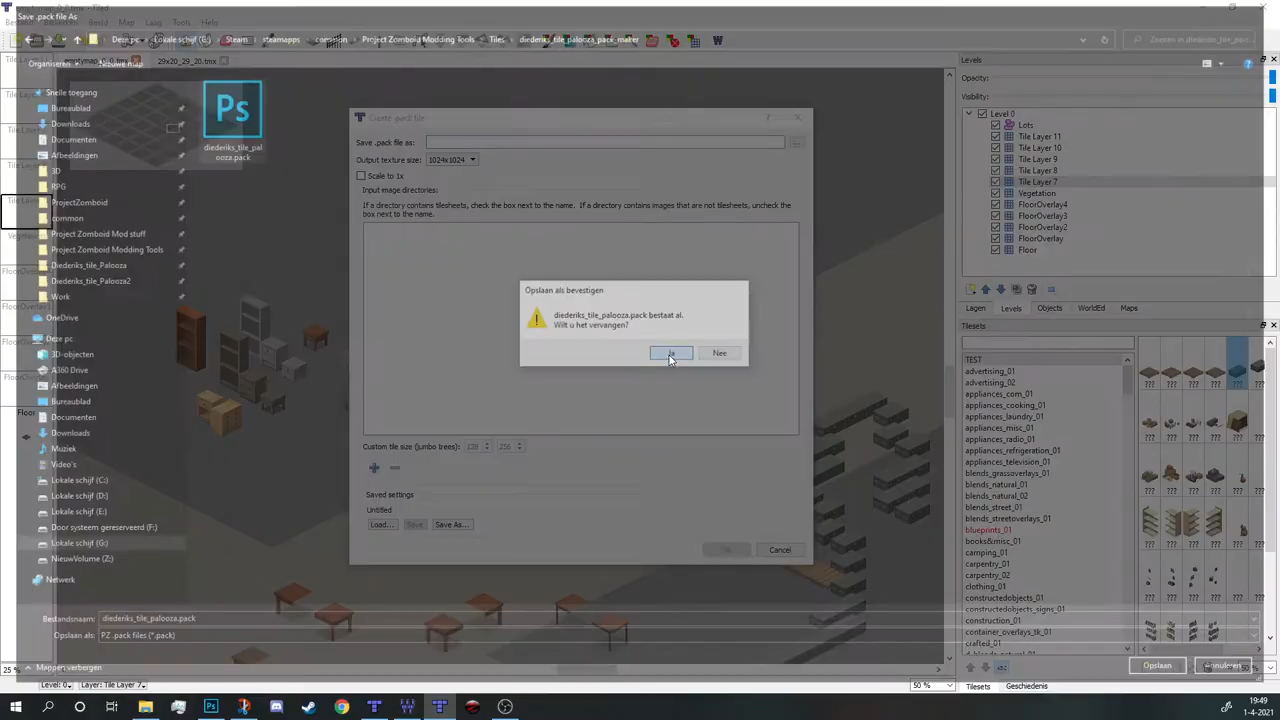 Save .pack file As
Deze pc
Lokale schijf (G:)
Steam
steamapps
common
Project Zomboid Modding Tools
Tiles
diederiks_tile_palooza_pack_maker
Organiseren
Nieuwe map
29x20_29_20.tmx
Snelle toegang
Bureaublad
Downloads
Documenten
Afbeeldingen
3D
RPG
ProjectZomboid
common
Project Zomboid Mod stuff
Project Zomboid Modding Tools
Diederiks_tile_Palooza
Diederiks_tile_Palooza2
Work
OneDrive
Deze pc
3D-objecten
A360 Drive
Afbeeldingen
Bureaublad
Documenten
Downloads
Muziek
Video's
Lokale schijf (C:)
Lokale schijf (D:)
Lokale schijf (E:)
Door systeem gereserveerd (F:)
Lokale schijf (G:)
NieuwVolume (Z:)
Netwerk
Ps
diederiks_tile_pal
ooza.pack
Create .pack file
Save .pack file as:
Output texture size: 1024x1024
Scale to 1x
Input image directories:
If a directory contains tilesheets, check the box next to the name. If a directory contains images that are not tilesheets, uncheck the
box next to the name.
Opslaan als bevestigen
diederiks_tile_palooza.pack bestaat al.
Wilt u het vervangen?
Ja
Nee
Custom tile size (jumbo trees): 128 256
Saved settings
Untitled
Load...
Save
Save As...
Cancel
Bestandsnaam: diederiks_tile_palooza.pack
Opslaan als: PZ .pack files (*.pack)
Mappen verbergen
Opslaan
Annuleren
25 %
Level: 0
Layer: Tile Layer 7
50 %
Levels
Opacity:
Visibility:
Level 0
Lots
Tile Layer 11
Tile Layer 10
Tile Layer 9
Tile Layer 8
Tile Layer 7
Vegetation
FloorOverlay4
FloorOverlay3
FloorOverlay2
FloorOverlay
Floor
Lagen
Levels
Objects
WorldEd
Maps
Tilesets
TEST
advertising_01
advertising_02
appliances_com_01
appliances_cooking_01
appliances_laundry_01
appliances_misc_01
appliances_radio_01
appliances_refrigeration_01
appliances_television_01
blends_grassoverlays_01
blends_natural_01
blends_natural_02
blends_street_01
blends_streetoverlays_01
blueprints_01
books&misc_01
camping_01
carpentry_01
carpentry_02
clothing_01
constructedobjects_01
constructedobjects_signs_01
construction_01
container_overlays_tk_01
crafted_01
Tilesets
Geschiedenis
19:49
1-4-2021